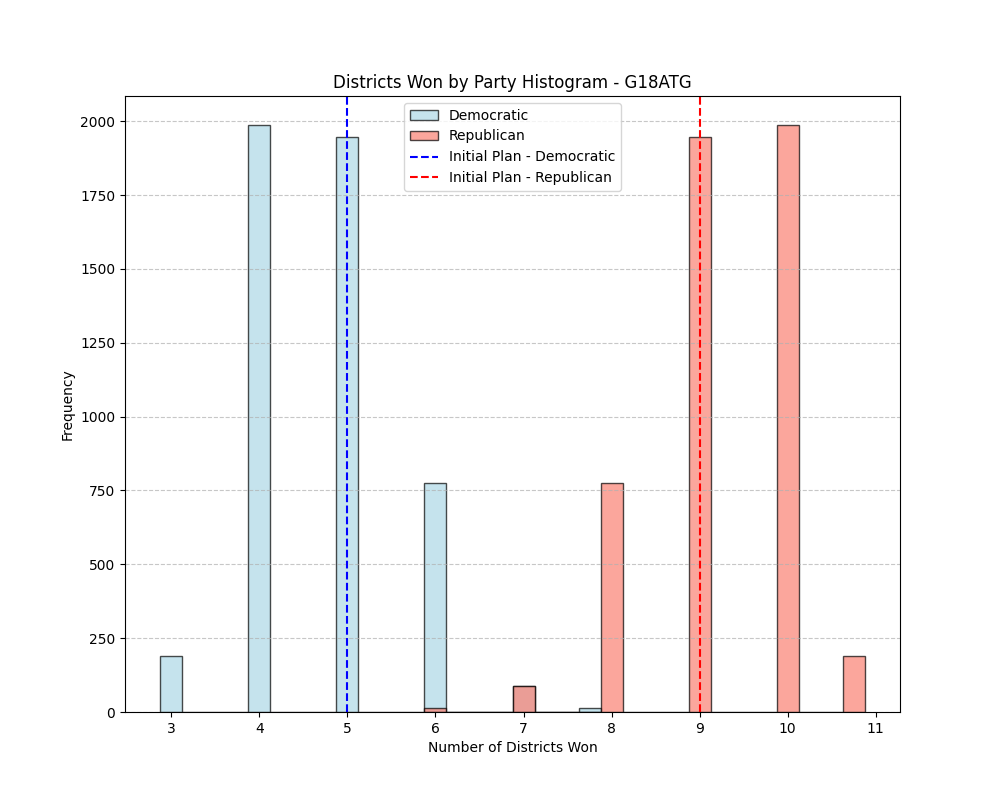 Districts Won by Party Histogram - G18ATG
Democratic
Republican
Initial Plan - Democratic
Initial Plan - Republican
2000
1750
1500
1250
1000
750
500
250
0
Frequency
3 4 5 6 7 8 9 10 11
Number of Districts Won